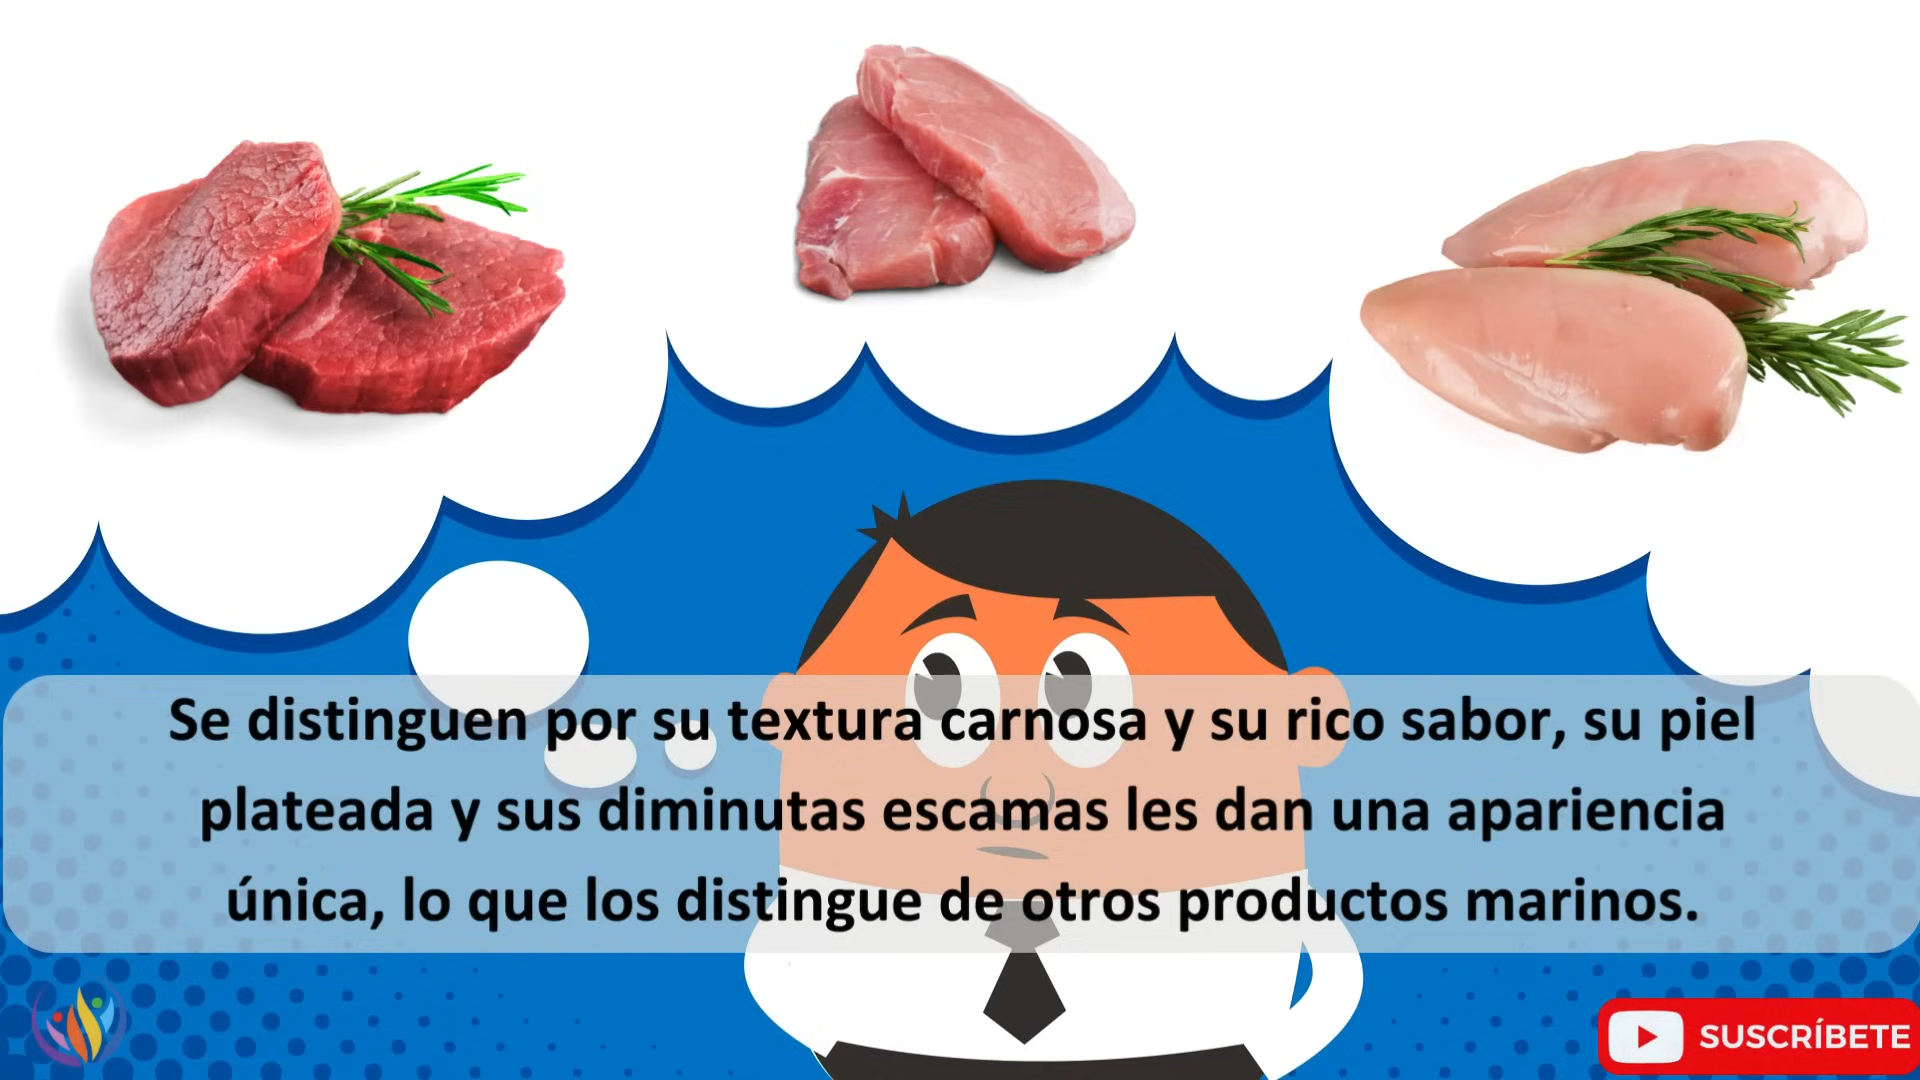 Se distinguen por su textura carnosa y su rico sabor, su piel
plateada y sus diminutas escamas les dan una apariencia
única, lo que los distingue de otros productos marinos.
SUSCRÍBETE